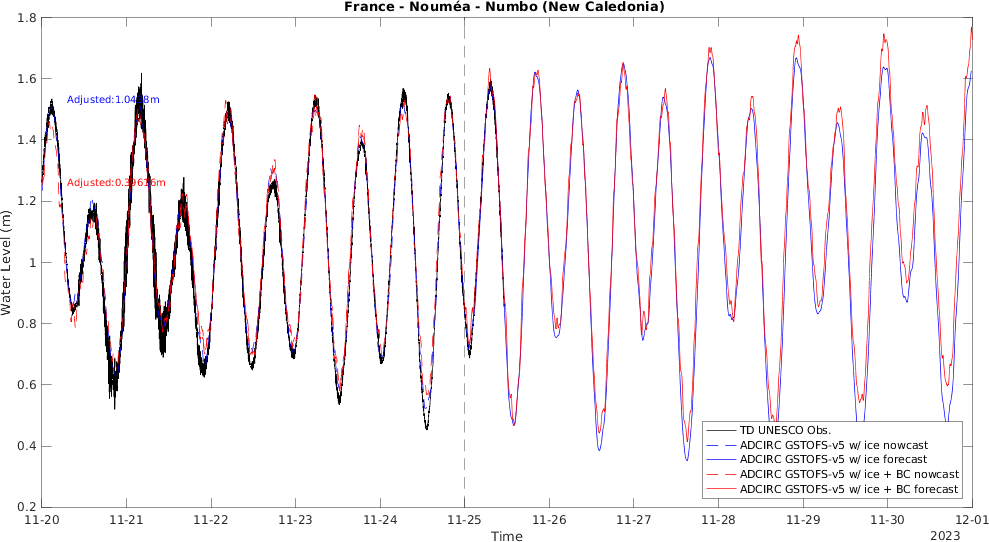 France - Nouméa - Numbo (New Caledonia)
1.8
1.6
1.4
1.2
1
0.8
0.6
0.4
0.2
Water Level (m)
Adjusted:
TD UNESCO Obs.
ADCIRC GSTOFS-v5 w/ ice nowcast
ADCIRC GSTOFS-v5 w/ ice forecast
ADCIRC GSTOFS-v5 w/ ice + BC nowcast
ADCIRC GSTOFS-v5 w/ ice + BC forecast
11-20 11-21 11-22 11-23 11-24 11-25 11-26 11-27 11-28 11-29 11-30 12-01
Time
2023